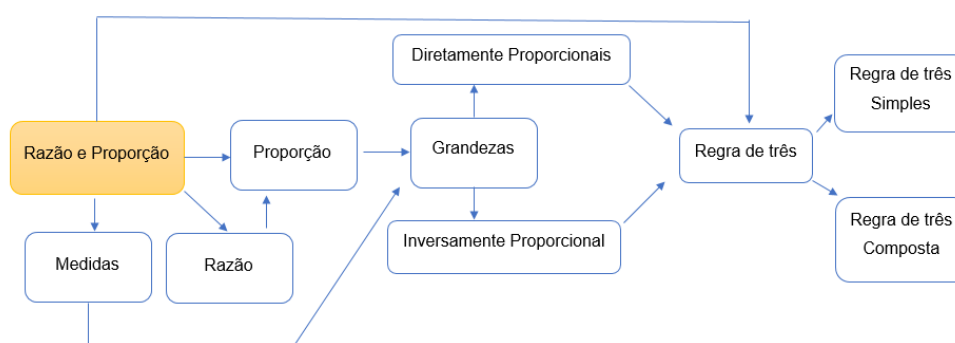 Diretamente Proporcionais
Regra de três
Simples
Razão e Proporção
Proporção
Grandezas
Regra de três
Medidas
Razão
Inversamente Proporcional
Regra de três
Composta